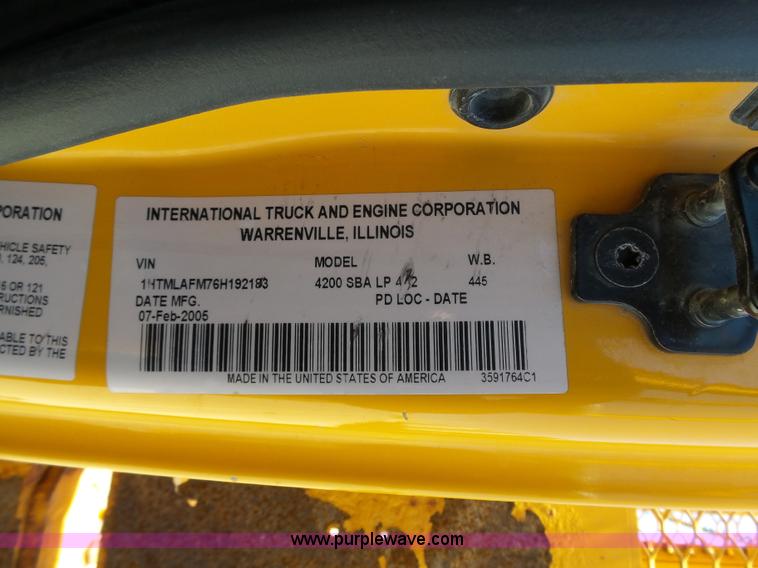 PORATION
HICLE SAFETY
124, 205,
OR 121
RUCTIONS
RNISHED
ABLE TO THIS
CTED BY THE
INTERNATIONAL TRUCK AND ENGINE CORPORATION
WARRENVILLE, ILLINOIS
VIN MODEL W.B.
1HTMLAFM76H192193 4200 SBA LP 4X2 445
DATE MFG. PD LOC - DATE
07-Feb-2005
MADE IN THE UNITED STATES OF AMERICA 3591764C1
www.purplewave.com